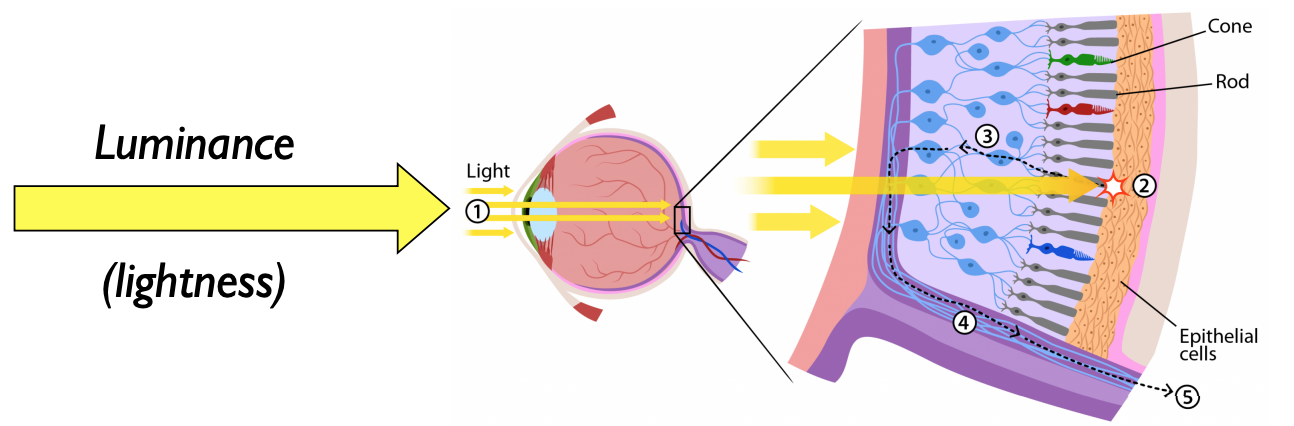 Luminance
(lightness)
Light
1
2
3
4
5
Cone
Rod
Epithelial
cells